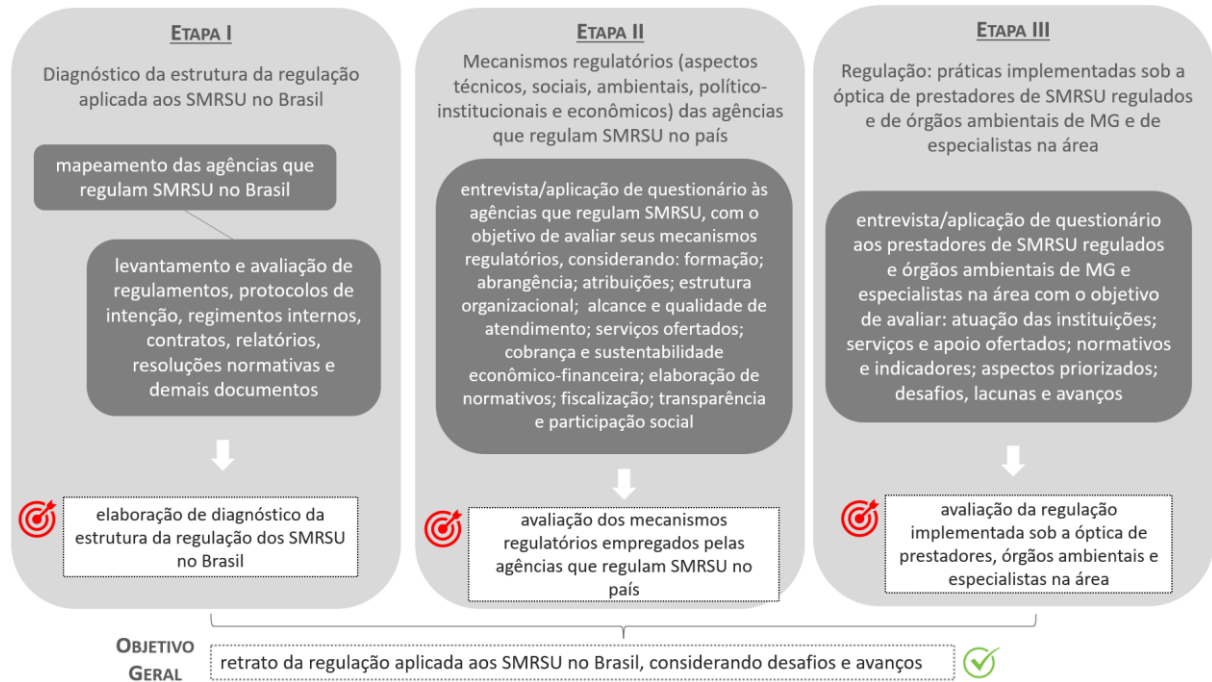 ETAPA I
Diagnóstico da estrutura da regulação
aplicada aos SMRSU no Brasil
mapeamento das agências que
regulam SMRSU no Brasil
levantamento e avaliação de
regulamentos, protocolos de
intenção, regimentos internos,
contratos, relatórios,
resoluções normativas e
demais documentos
elaboração de diagnóstico da
estrutura da regulação dos SMRSU
no Brasil
ETAPA II
Mecanismos regulatórios (aspectos
técnicos, sociais, ambientais, político-
institucionais e econômicos) das agências
que regulam SMRSU no país
entrevista/aplicação de questionário às
agências que regulam SMRSU, com o
objetivo de avaliar seus mecanismos
regulatórios, considerando: formação;
abrangência; atribuições; estrutura
organizacional; alcance e qualidade de
atendimento; serviços ofertados;
cobrança e sustentabilidade
econômico-financeira; elaboração de
normativos; fiscalização; transparência
e participação social
avaliação dos mecanismos
regulatórios empregados pelas
agências que regulam SMRSU no
país
ETAPA III
Regulação: práticas implementadas sob a
óptica de prestadores de SMRSU regulados
e de órgãos ambientais de MG e de
especialistas na área
entrevista/aplicação de questionário
aos prestadores de SMRSU regulados
e órgãos ambientais de MG e
especialistas na área com o objetivo
de avaliar: atuação das instituições;
serviços e apoio ofertados; normativos
e indicadores; aspectos priorizados;
desafios, lacunas e avanços
avaliação da regulação
implementada sob a óptica de
prestadores, órgãos ambientais e
especialistas na área
OBJETIVO
GERAL
retrato da regulação aplicada aos SMRSU no Brasil, considerando desafios e avanços